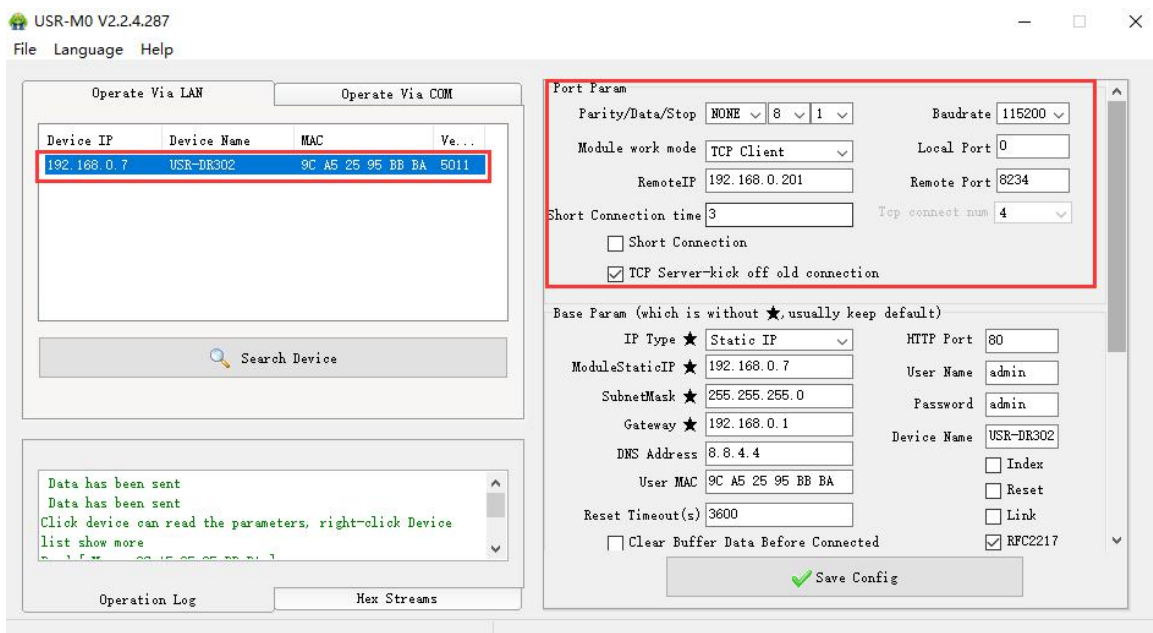 USR-M0 V2.2.4.287
File Language Help
Operate Via LAN Operate Via COM
Device IP Device Name MAC Ve...
192.168.0.7 USR-DR302 9C A5 25 95 BB BA 5011
Search Device
Data has been sent
Data has been sent
Click device can read the parameters, right-click Device
list show more
Operation Log Hex Streams
Port Param
Parity/Data/Stop NONE 8 1 Baudrate 115200
Module work mode TCP Client Local Port 0
RemoteIP 192.168.0.201 Remote Port 8234
Short Connection time 3 Tcp connect num 4
Short Connection
TCP Server-kick off old connection
Base Param (which is without ★,usually keep default)
IP Type ★ Static IP HTTP Port 80
ModuleStaticIP ★ 192.168.0.7 User Name admin
SubnetMask ★ 255.255.255.0 Password admin
Gateway ★ 192.168.0.1 Device Name USR-DR302
DNS Address 8.8.4.4 Index
User MAC 9C A5 25 95 BB BA Reset
Reset Timeout(s) 3600 Link
Clear Buffer Data Before Connected RFC2217
Save Config